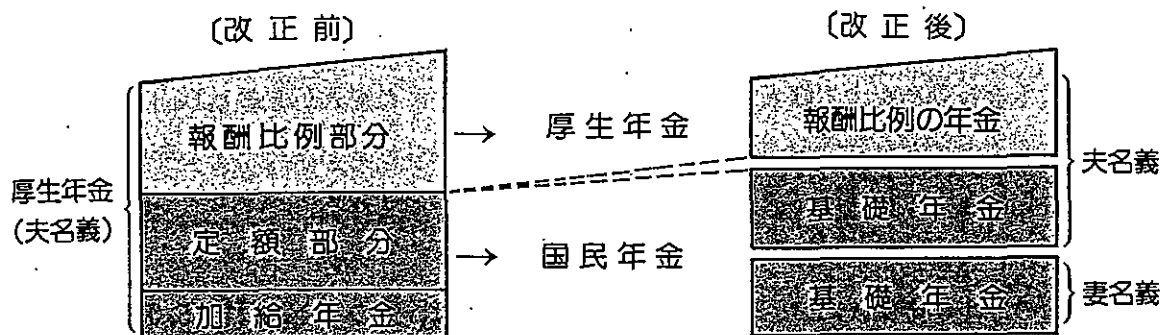 〔改正前〕
厚生年金
(夫名義)
報酬比例部分
定額部分
加給年金
→ 厚生年金
→ 国民年金
〔改正後〕
報酬比例の年金
基礎年金
夫名義
基礎年金
妻名義